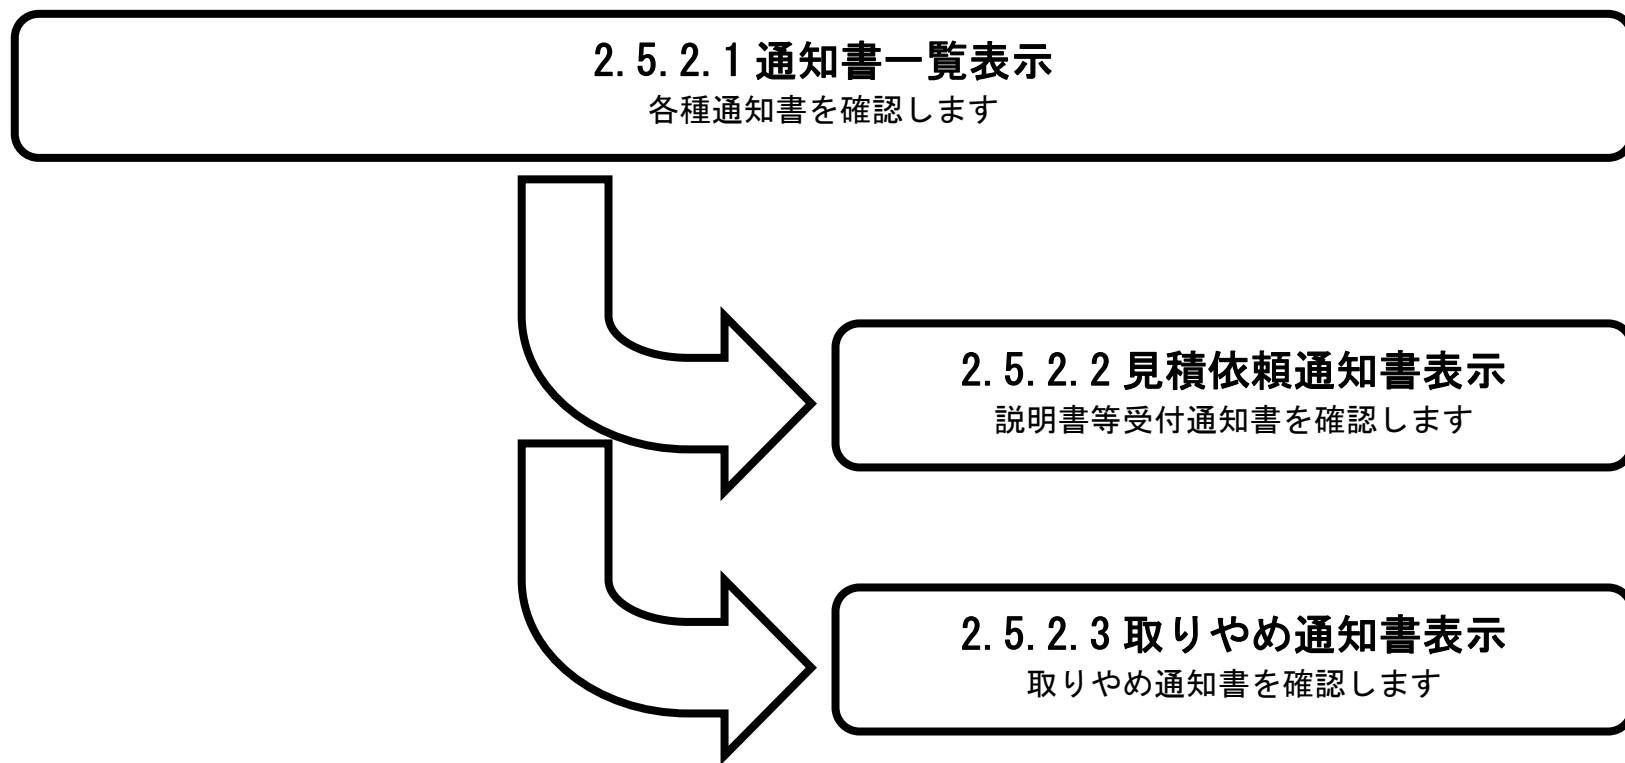 2.5.2.1 通知書一覧表示
各種通知書を確認します
2.5.2.2 見積依頼通知書表示
説明書等受付通知書を確認します
2.5.2.3 取りやめ通知書表示
取りやめ通知書を確認します